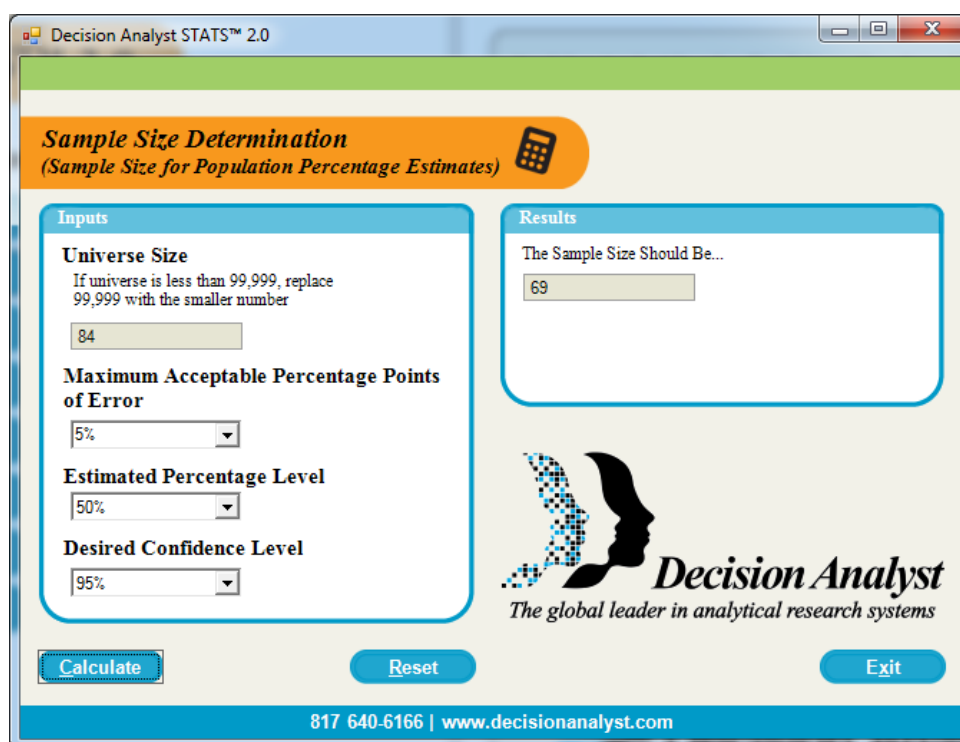 Decision Analyst STATS™ 2.0
Sample Size Determination
(Sample Size for Population Percentage Estimates)
Inputs
Universe Size
If universe is less than 99,999, replace
99,999 with the smaller number
84
Maximum Acceptable Percentage Points
of Error
5%
Estimated Percentage Level
50%
Desired Confidence Level
95%
Results
The Sample Size Should Be...
69
Decision Analyst
The global leader in analytical research systems
Calculate
Reset
Exit
817 640-6166 | www.decisionanalyst.com